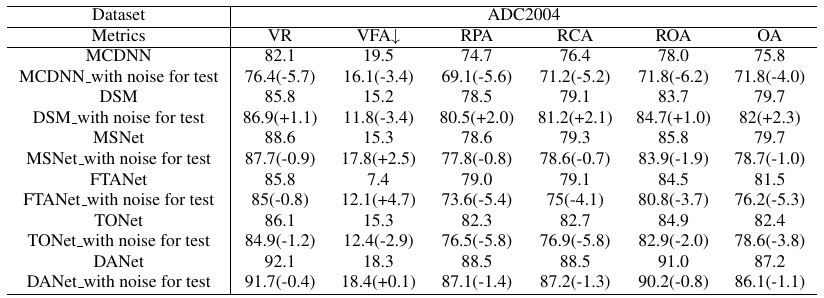 Dataset ADC2004
Metrics VR VFA↓ RPA RCA ROA OA
MCDNN 82.1 19.5 74.7 76.4 78.0 75.8
MCDNN_with noise for test 76.4(-5.7) 16.1(-3.4) 69.1(-5.6) 71.2(-5.2) 71.8(-6.2) 71.8(-4.0)
DSM 85.8 15.2 78.5 79.1 83.7 79.7
DSM_with noise for test 86.9(+1.1) 11.8(-3.4) 80.5(+2.0) 81.2(+2.1) 84.7(+1.0) 82(+2.3)
MSNet 88.6 15.3 78.6 79.3 85.8 79.7
MSNet_with noise for test 87.7(-0.9) 17.8(+2.5) 77.8(-0.8) 78.6(-0.7) 83.9(-1.9) 78.7(-1.0)
FTANet 85.8 7.4 79.0 79.1 84.5 81.5
FTANet_with noise for test 85(-0.8) 12.1(+4.7) 73.6(-5.4) 75(-4.1) 80.8(-3.7) 76.2(-5.3)
TONet 86.1 15.3 82.3 82.7 84.9 82.4
TONet_with noise for test 84.9(-1.2) 12.4(-2.9) 76.5(-5.8) 76.9(-5.8) 82.9(-2.0) 78.6(-3.8)
DANet 92.1 18.3 88.5 88.5 91.0 87.2
DANet_with noise for test 91.7(-0.4) 18.4(+0.1) 87.1(-1.4) 87.2(-1.3) 90.2(-0.8) 86.1(-1.1)